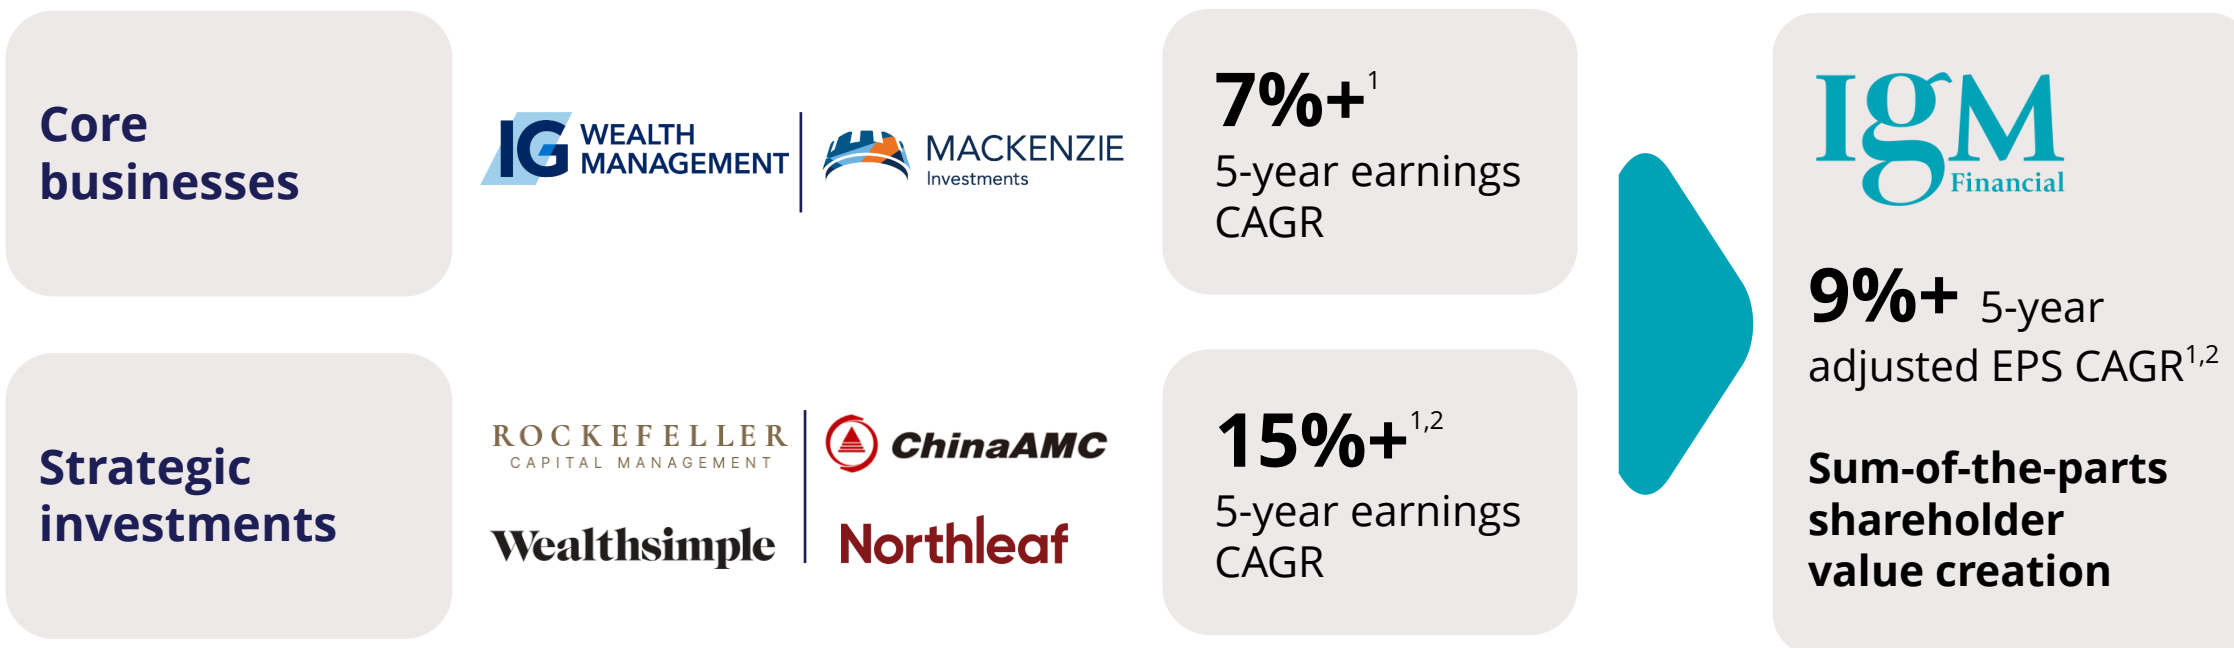 Core
businesses
IG WEALTH
MANAGEMENT
MACKENZIE
Investments
7%+¹
5-year earnings
CAGR
Strategic
investments
ROCKEFELLER
CAPITAL MANAGEMENT
ChinaAMC
Wealthsimple
Northleaf
15%+¹,²
5-year earnings
CAGR
IgM
Financial
9%+ 5-year
adjusted EPS CAGR¹,²
Sum-of-the-parts
shareholder
value creation